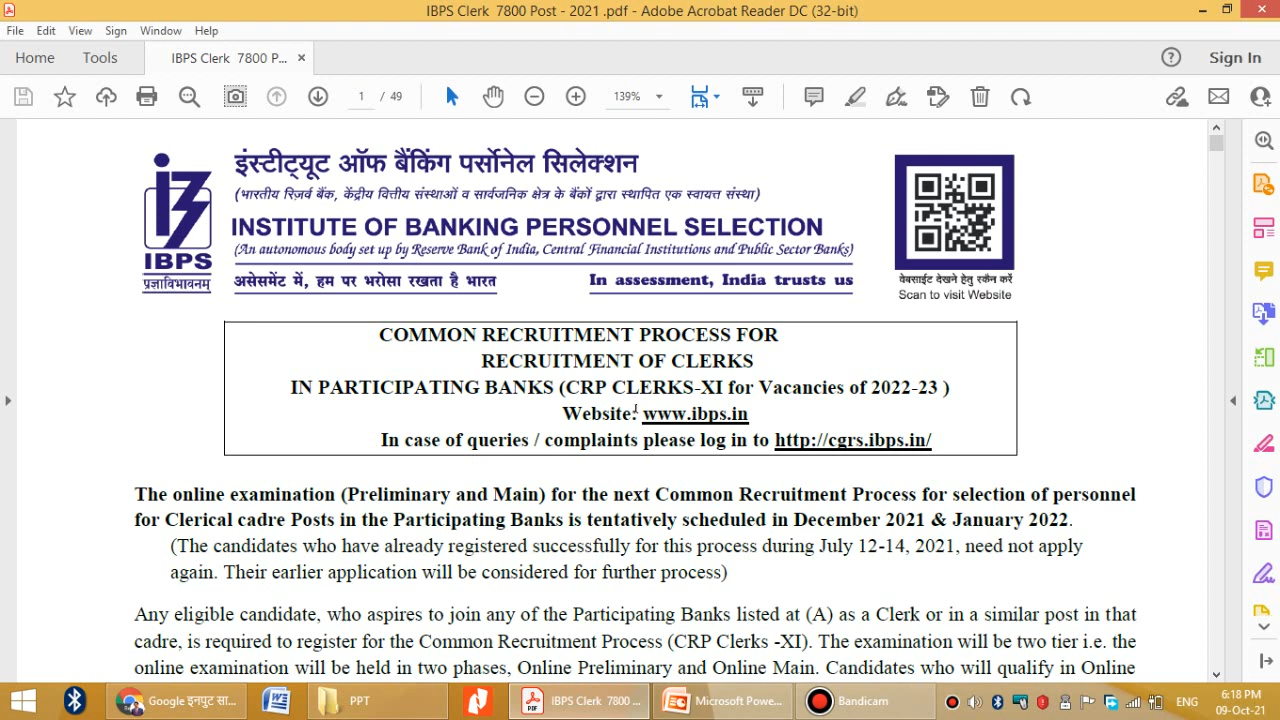 IBPS Clerk  7800 Post - 2021 .pdf - Adobe Acrobat Reader DC (32-bit)
File Edit View Sign Window Help
Home Tools IBPS Clerk  7800 P... × ? Sign In
1 / 49 139%
इंस्टीट्यूट ऑफ बैंकिंग पर्सोनेल सिलेक्शन
(भारतीय रिज़र्व बैंक, केंद्रीय वित्तीय संस्थाओं व सार्वजनिक क्षेत्र के बैंकों द्वारा स्थापित एक स्वायत्त संस्था)
INSTITUTE OF BANKING PERSONNEL SELECTION
(An autonomous body set up by Reserve Bank of India, Central Financial Institutions and Public Sector Banks)
IBPS
प्रज्ञाविभावनम्
असेसमेंट में, हम पर भरोसा रखता है भारत In assessment, India trusts us
वेबसाईट देखने हेतु स्कैन करें
Scan to visit Website
COMMON RECRUITMENT PROCESS FOR
RECRUITMENT OF CLERKS
IN PARTICIPATING BANKS (CRP CLERKS-XI for Vacancies of 2022-23 )
Website: www.ibps.in
In case of queries / complaints please log in to http://cgrs.ibps.in/
The online examination (Preliminary and Main) for the next Common Recruitment Process for selection of personnel
for Clerical cadre Posts in the Participating Banks is tentatively scheduled in December 2021 & January 2022.
(The candidates who have already registered successfully for this process during July 12-14, 2021, need not apply
again. Their earlier application will be considered for further process)
Any eligible candidate, who aspires to join any of the Participating Banks listed at (A) as a Clerk or in a similar post in that
cadre, is required to register for the Common Recruitment Process (CRP Clerks -XI). The examination will be two tier i.e. the
online examination will be held in two phases, Online Preliminary and Online Main. Candidates who will qualify in Online
Google इनपुट सा... PPT IBPS Clerk  7800 ... Microsoft Powe... Bandicam ENG 6:18 PM
09-Oct-21